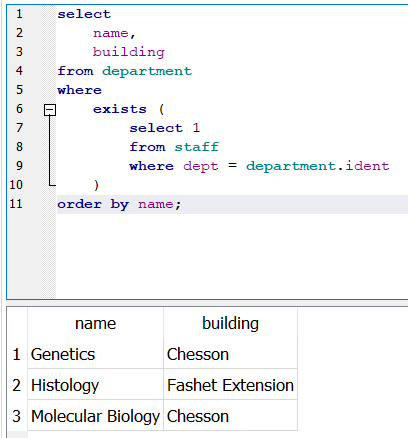 1 select
2 name,
3 building
4 from department
5 where
6 exists (
7 select 1
8 from staff
9 where dept = department.ident
10 )
11 order by name;
name building
1 Genetics Chesson
2 Histology Fashet Extension
3 Molecular Biology Chesson